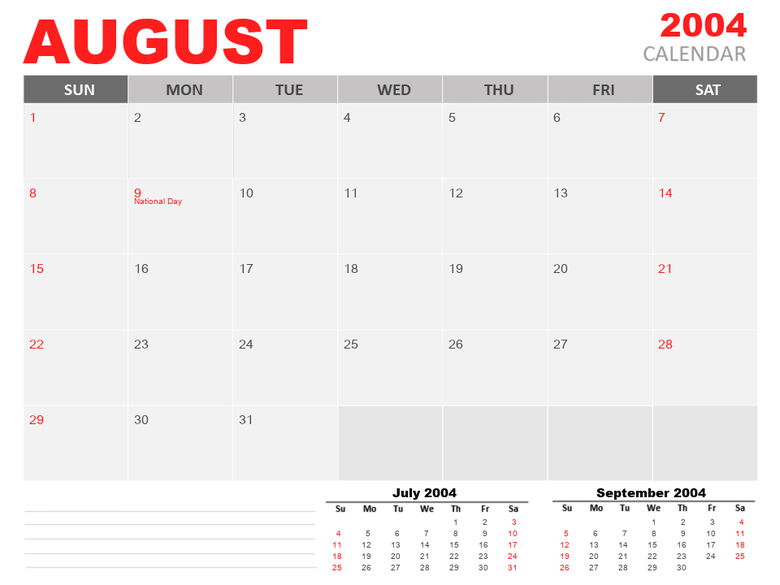 AUGUST 2004
CALENDAR
SUN MON TUE WED THU FRI SAT
1 2 3 4 5 6 7
8 9 10 11 12 13 14
National Day
15 16 17 18 19 20 21
22 23 24 25 26 27 28
29 30 31
July 2004
Su Mo Tu We Th Fr Sa
1 2 3
4 5 6 7 8 9 10
11 12 13 14 15 16 17
18 19 20 21 22 23 24
25 26 27 28 29 30 31
September 2004
Su Mo Tu We Th Fr Sa
1 2 3 4
5 6 7 8 9 10 11
12 13 14 15 16 17 18
19 20 21 22 23 24 25
26 27 28 29 30